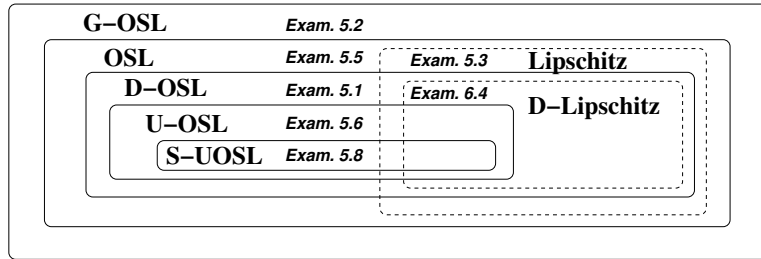 G–OSL Exam. 5.2
OSL Exam. 5.5 Exam. 5.3 Lipschitz
D–OSL Exam. 5.1 Exam. 6.4 D–Lipschitz
U–OSL Exam. 5.6
S–UOSL Exam. 5.8